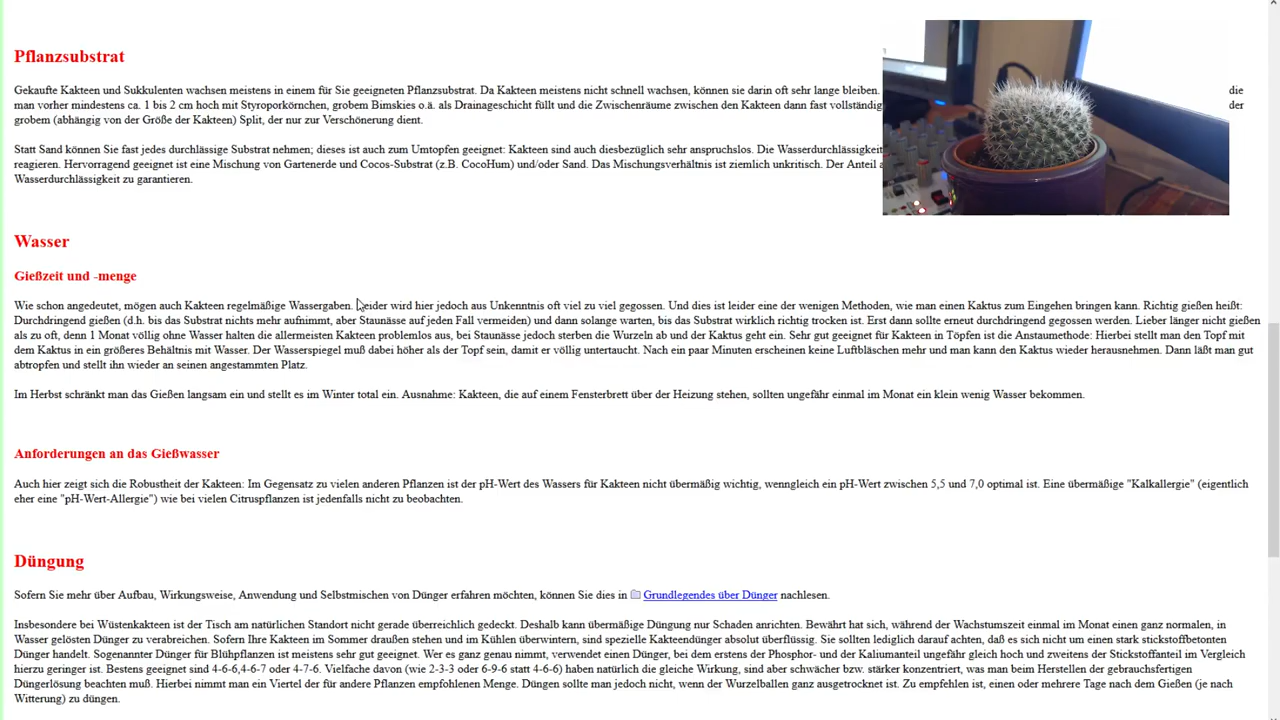 Pflanzsubstrat
Gekaufte Kakteen und Sukkulenten wachsen meistens in einem für Sie geeigneten Pflanzsubstrat. Da Kakteen meistens nicht schnell wachsen, können sie darin oft sehr lange bleiben. die
man vorher mindestens ca. 1 bis 2 cm hoch mit Styroporkörnchen, grobem Bimskies o.ä. als Drainageschicht füllt und die Zwischenräume zwischen den Kakteen dann fast vollständig der
grobem (abhängig von der Größe der Kakteen) Split, der nur zur Verschönerung dient.
Statt Sand können Sie fast jedes durchlässige Substrat nehmen; dieses ist auch zum Umtopfen geeignet: Kakteen sind auch diesbezüglich sehr anspruchslos. Die Wasserdurchlässigkeit
reagieren. Hervorragend geeignet ist eine Mischung von Gartenerde und Cocos-Substrat (z.B. CocoHum) und/oder Sand. Das Mischungsverhältnis ist ziemlich unkritisch. Der Anteil
Wasserdurchlässigkeit zu garantieren.
Wasser
Gießzeit und -menge
Wie schon angedeutet, mögen auch Kakteen regelmäßige Wassergaben. Leider wird hier jedoch aus Unkenntnis oft viel zu viel gegossen. Und dies ist leider eine der wenigen Methoden, wie man einen Kaktus zum Eingehen bringen kann. Richtig gießen heißt:
Durchdringend gießen (d.h. bis das Substrat nichts mehr aufnimmt, aber Staunässe auf jeden Fall vermeiden) und dann solange warten, bis das Substrat wirklich richtig trocken ist. Erst dann sollte erneut durchdringend gegossen werden. Lieber länger nicht gießen
als zu oft, denn 1 Monat völlig ohne Wasser halten die allermeisten Kakteen problemlos aus, bei Staunässe jedoch sterben die Wurzeln ab und der Kaktus geht ein. Sehr gut geeignet für Kakteen in Töpfen ist die Anstaumethode: Hierbei stellt man den Topf mit
dem Kaktus in ein größeres Behältnis mit Wasser. Der Wasserspiegel muß dabei höher als der Topf sein, damit er völlig untertaucht. Nach ein paar Minuten erscheinen keine Luftbläschen mehr und man kann den Kaktus wieder herausnehmen. Dann läßt man gut
abtropfen und stellt ihn wieder an seinen angestammten Platz.
Im Herbst schränkt man das Gießen langsam ein und stellt es im Winter total ein. Ausnahme: Kakteen, die auf einem Fensterbrett über der Heizung stehen, sollten ungefähr einmal im Monat ein klein wenig Wasser bekommen.
Anforderungen an das Gießwasser
Auch hier zeigt sich die Robustheit der Kakteen: Im Gegensatz zu vielen anderen Pflanzen ist der pH-Wert des Wassers für Kakteen nicht übermäßig wichtig, wenngleich ein pH-Wert zwischen 5,5 und 7,0 optimal ist. Eine übermäßige "Kalkallergie" (eigentlich
eher eine "pH-Wert-Allergie") wie bei vielen Citruspflanzen ist jedenfalls nicht zu beobachten.
Düngung
Sofern Sie mehr über Aufbau, Wirkungsweise, Anwendung und Selbstmischen von Dünger erfahren möchten, können Sie dies in Grundlegendes über Dünger nachlesen.
Insbesondere bei Wüstenkakteen ist der Tisch am natürlichen Standort nicht gerade überreichlich gedeckt. Deshalb kann übermäßige Düngung nur Schaden anrichten. Bewährt hat sich, während der Wachstumszeit einmal im Monat einen ganz normalen, in
Wasser gelösten Dünger zu verabreichen. Sofern Ihre Kakteen im Sommer draußen stehen und im Kühlen überwintern, sind spezielle Kakteendünger absolut überflüssig. Sie sollten lediglich darauf achten, daß es sich nicht um einen stark stickstoffbetonten
Dünger handelt. Sogenannter Dünger für Blühpflanzen ist meistens sehr gut geeignet. Wer es ganz genau nimmt, verwendet einen Dünger, bei dem erstens der Phosphor- und der Kaliumanteil ungefähr gleich hoch und zweitens der Stickstoffanteil im Vergleich
hierzu geringer ist. Bestens geeignet sind 4-6-6,4-6-7 oder 4-7-6. Vielfache davon (wie 2-3-3 oder 6-9-6 statt 4-6-6) haben natürlich die gleiche Wirkung, sind aber schwächer bzw. stärker konzentriert, was man beim Herstellen der gebrauchsfertigen
Düngerlösung beachten muß. Hierbei nimmt man ein Viertel der für andere Pflanzen empfohlenen Menge. Düngen sollte man jedoch nicht, wenn der Wurzelballen ganz ausgetrocknet ist. Zu empfehlen ist, einen oder mehrere Tage nach dem Gießen (je nach
Witterung) zu düngen.